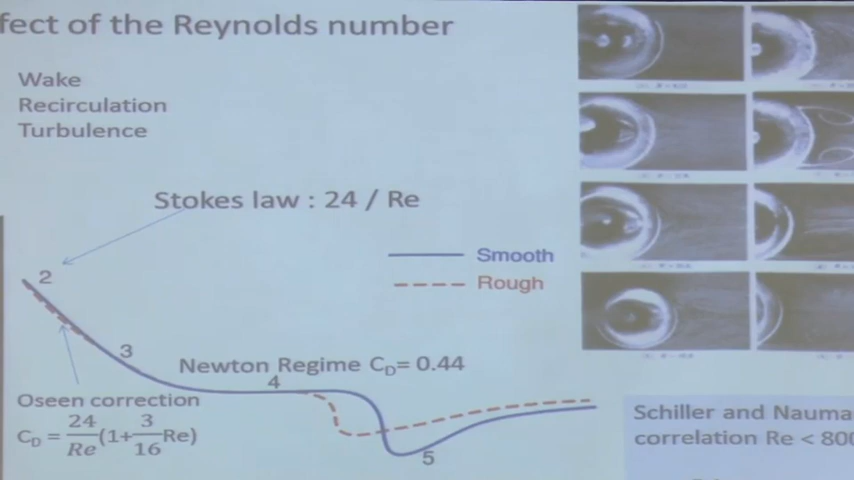 fect of the Reynolds number
Wake
Recirculation
Turbulence
Stokes law : 24 / Re
Smooth
Rough
2
3
Newton Regime C_D= 0.44
4
Oseen correction
C_D = 24/Re (1+ 3/16 Re)
5
Schiller and Nauma
correlation Re < 800